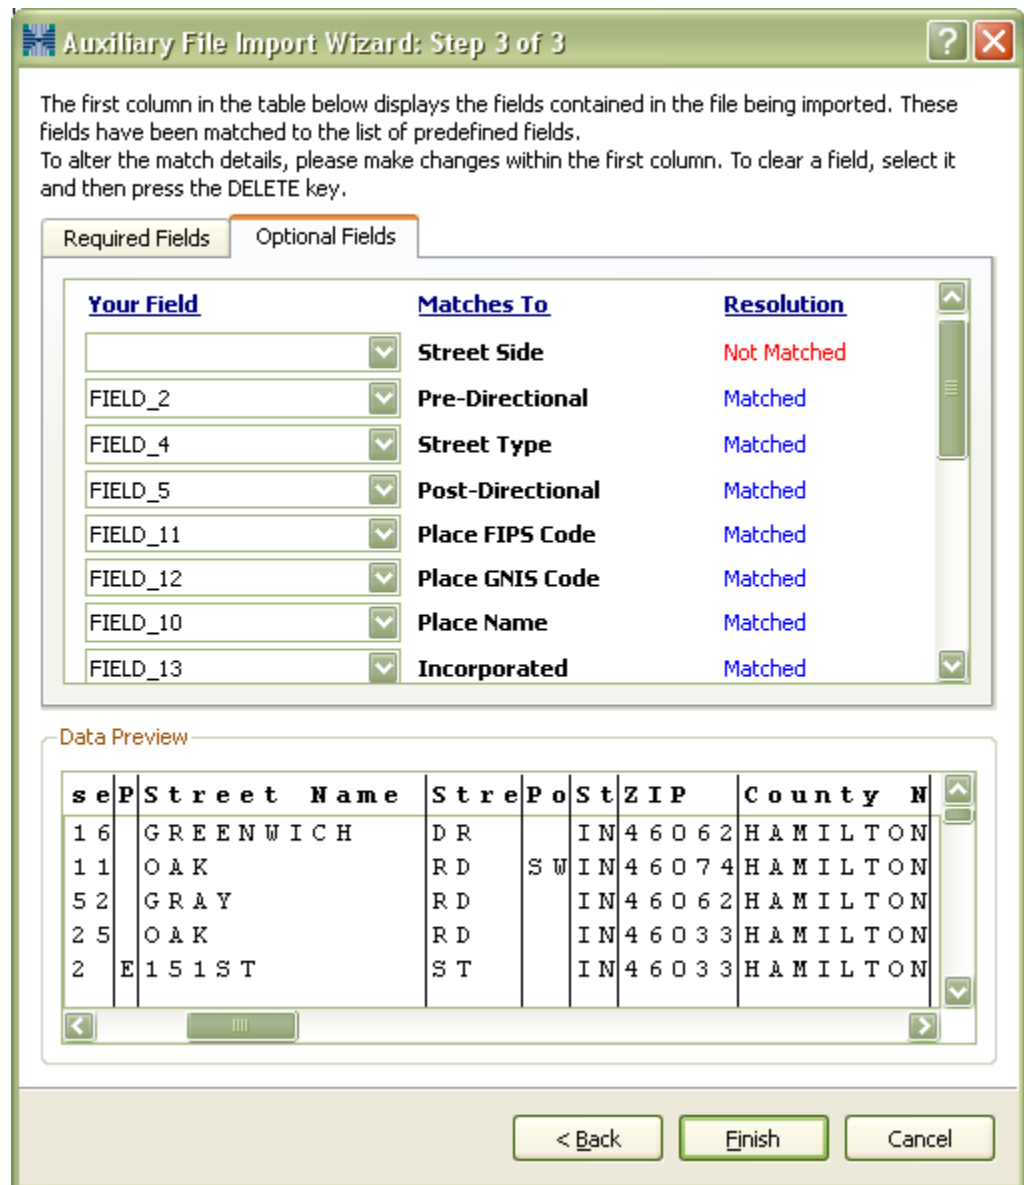 Auxiliary File Import Wizard: Step 3 of 3
The first column in the table below displays the fields contained in the file being imported. These
fields have been matched to the list of predefined fields.
To alter the match details, please make changes within the first column. To clear a field, select it
and then press the DELETE key.
Required Fields Optional Fields
Your Field Matches To Resolution
Street Side Not Matched
FIELD_2 Pre-Directional Matched
FIELD_4 Street Type Matched
FIELD_5 Post-Directional Matched
FIELD_11 Place FIPS Code Matched
FIELD_12 Place GNIS Code Matched
FIELD_10 Place Name Matched
FIELD_13 Incorporated Matched
Data Preview
se P Street Name Stre Po St ZIP County N
16 GREENWICH DR IN 46062 HAMILTON
11 OAK RD SW IN 46074 HAMILTON
52 GRAY RD IN 46062 HAMILTON
25 OAK RD IN 46033 HAMILTON
2 E 151ST ST IN 46033 HAMILTON
< Back Finish Cancel